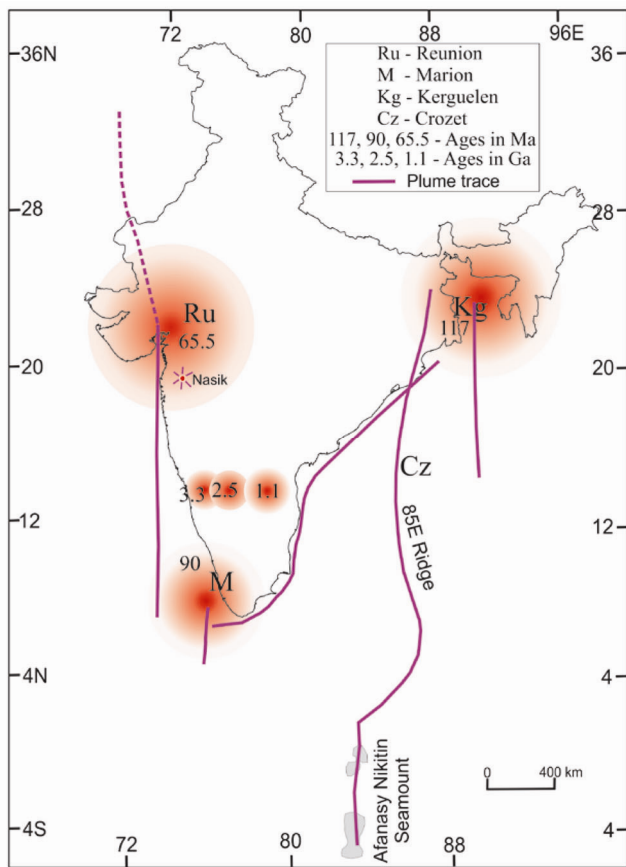 72 80 88 96E
36N 36
Ru - Reunion
M - Marion
Kg - Kerguelen
Cz - Crozet
117, 90, 65.5 - Ages in Ma
3.3, 2.5, 1.1 - Ages in Ga
Plume trace
28 28
Ru
65.5
Kg
117
20 20
Nasik
Cz
3.3 2.5 1.1
12 12
85E Ridge
90
M
4N 4
Afanasy Nikitin
Seamount
0 400 km
4S 4
72 80 88